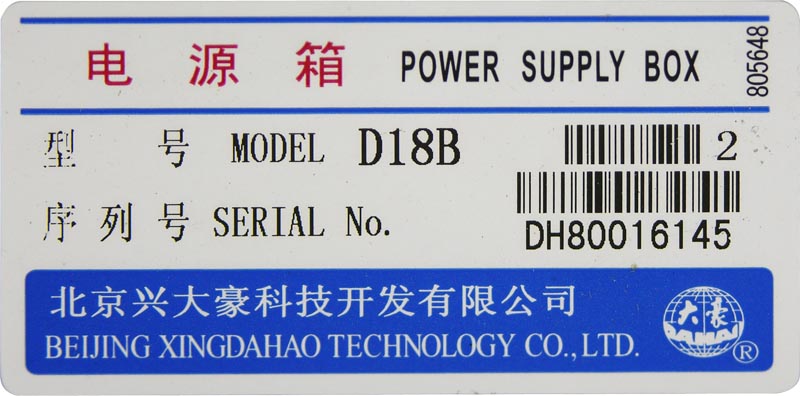 电源箱 POWER SUPPLY BOX
805648
型 号 MODEL D18B
2
序列号 SERIAL No.
DH80016145
北京兴大豪科技开发有限公司
BEIJING XINGDAHAO TECHNOLOGY CO.,LTD.
大豪
DAHAO
®